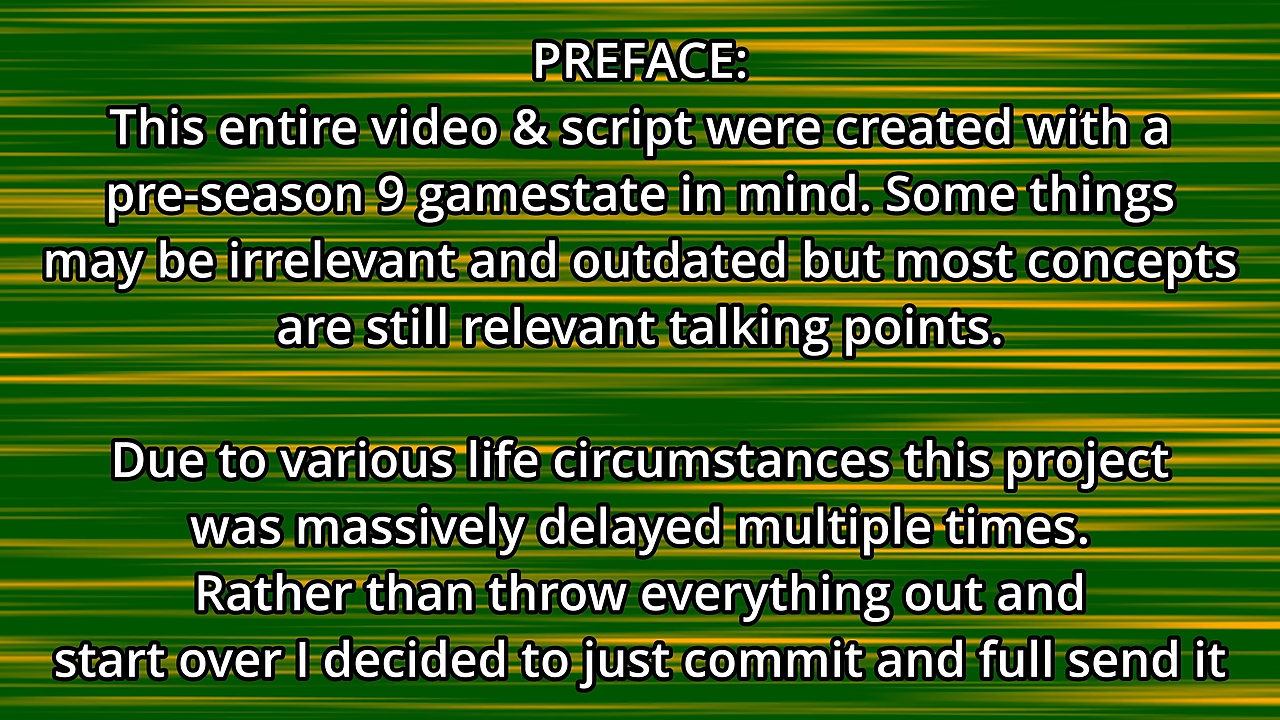 PREFACE:
This entire video & script were created with a
pre-season 9 gamestate in mind. Some things
may be irrelevant and outdated but most concepts
are still relevant talking points.
Due to various life circumstances this project
was massively delayed multiple times.
Rather than throw everything out and
start over I decided to just commit and full send it